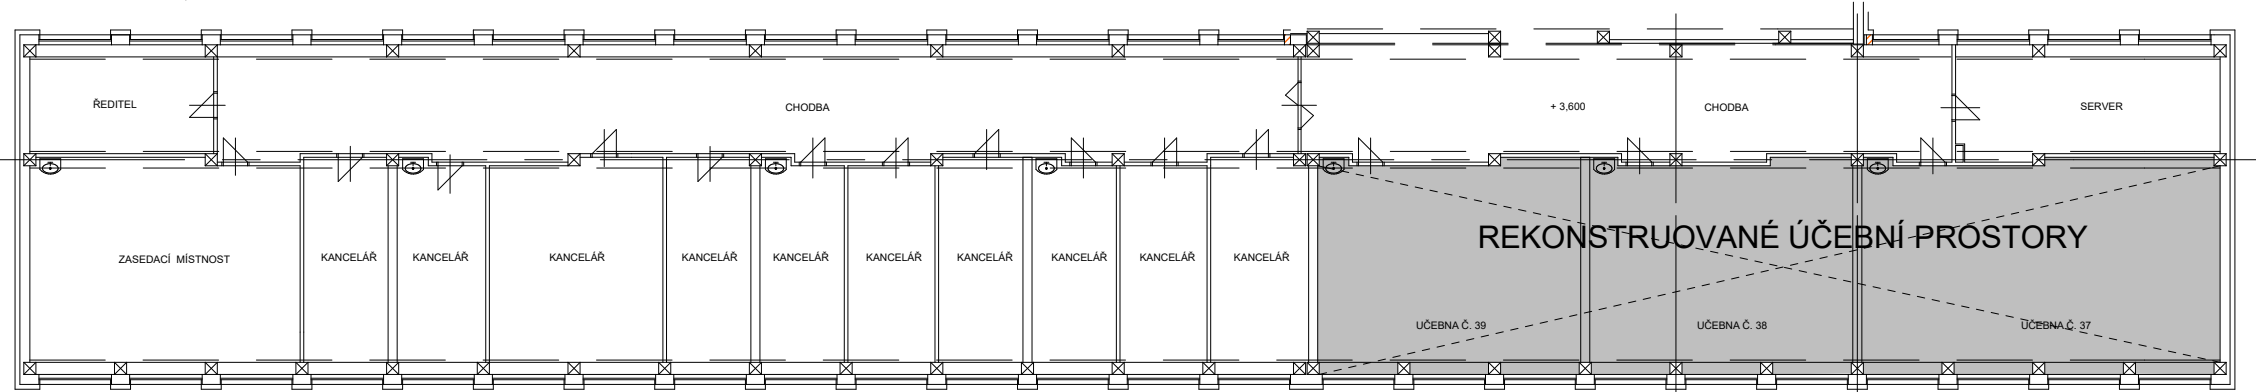 ŘEDITEL
CHODBA
+ 3,600
CHODBA
SERVER
ZASEDACÍ MÍSTNOST
KANCELÁŘ
KANCELÁŘ
KANCELÁŘ
KANCELÁŘ
KANCELÁŘ
KANCELÁŘ
KANCELÁŘ
KANCELÁŘ
KANCELÁŘ
KANCELÁŘ
REKONSTRUOVANÉ ÚČEBNÍ PROSTORY
UČEBNA Č. 39
UČEBNA Č. 38
UČEBNA Č. 37